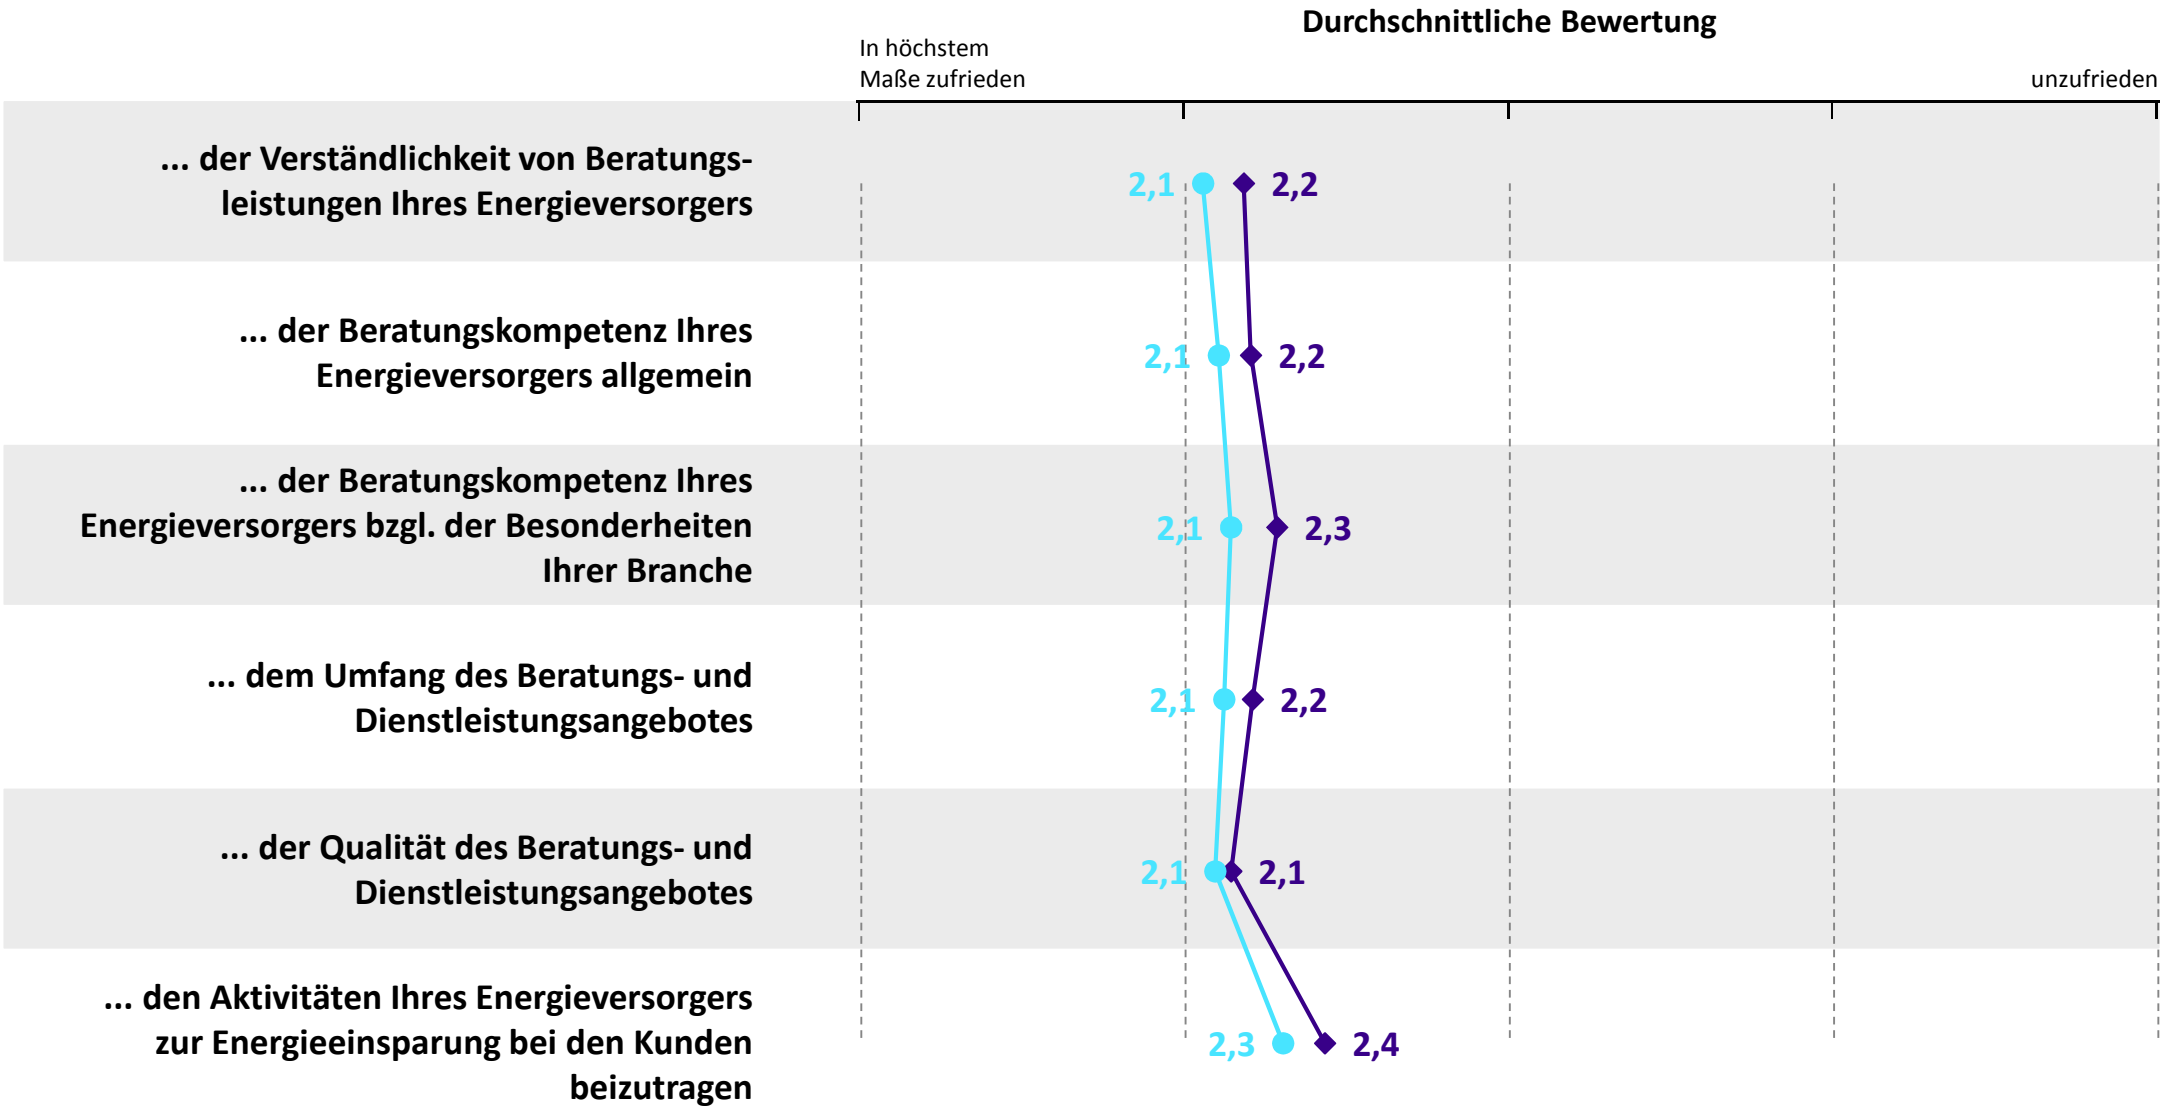 Durchschnittliche Bewertung
In höchstem
Maße zufrieden
unzufrieden
... der Verständlichkeit von Beratungs-
leistungen Ihres Energieversorgers
2,1
2,2
... der Beratungskompetenz Ihres
Energieversorgers allgemein
2,1
2,2
... der Beratungskompetenz Ihres
Energieversorgers bzgl. der Besonderheiten
Ihrer Branche
2,1
2,3
... dem Umfang des Beratungs- und
Dienstleistungsangebotes
2,1
2,2
... der Qualität des Beratungs- und
Dienstleistungsangebotes
2,1
2,1
... den Aktivitäten Ihres Energieversorgers
zur Energieeinsparung bei den Kunden
beizutragen
2,3
2,4